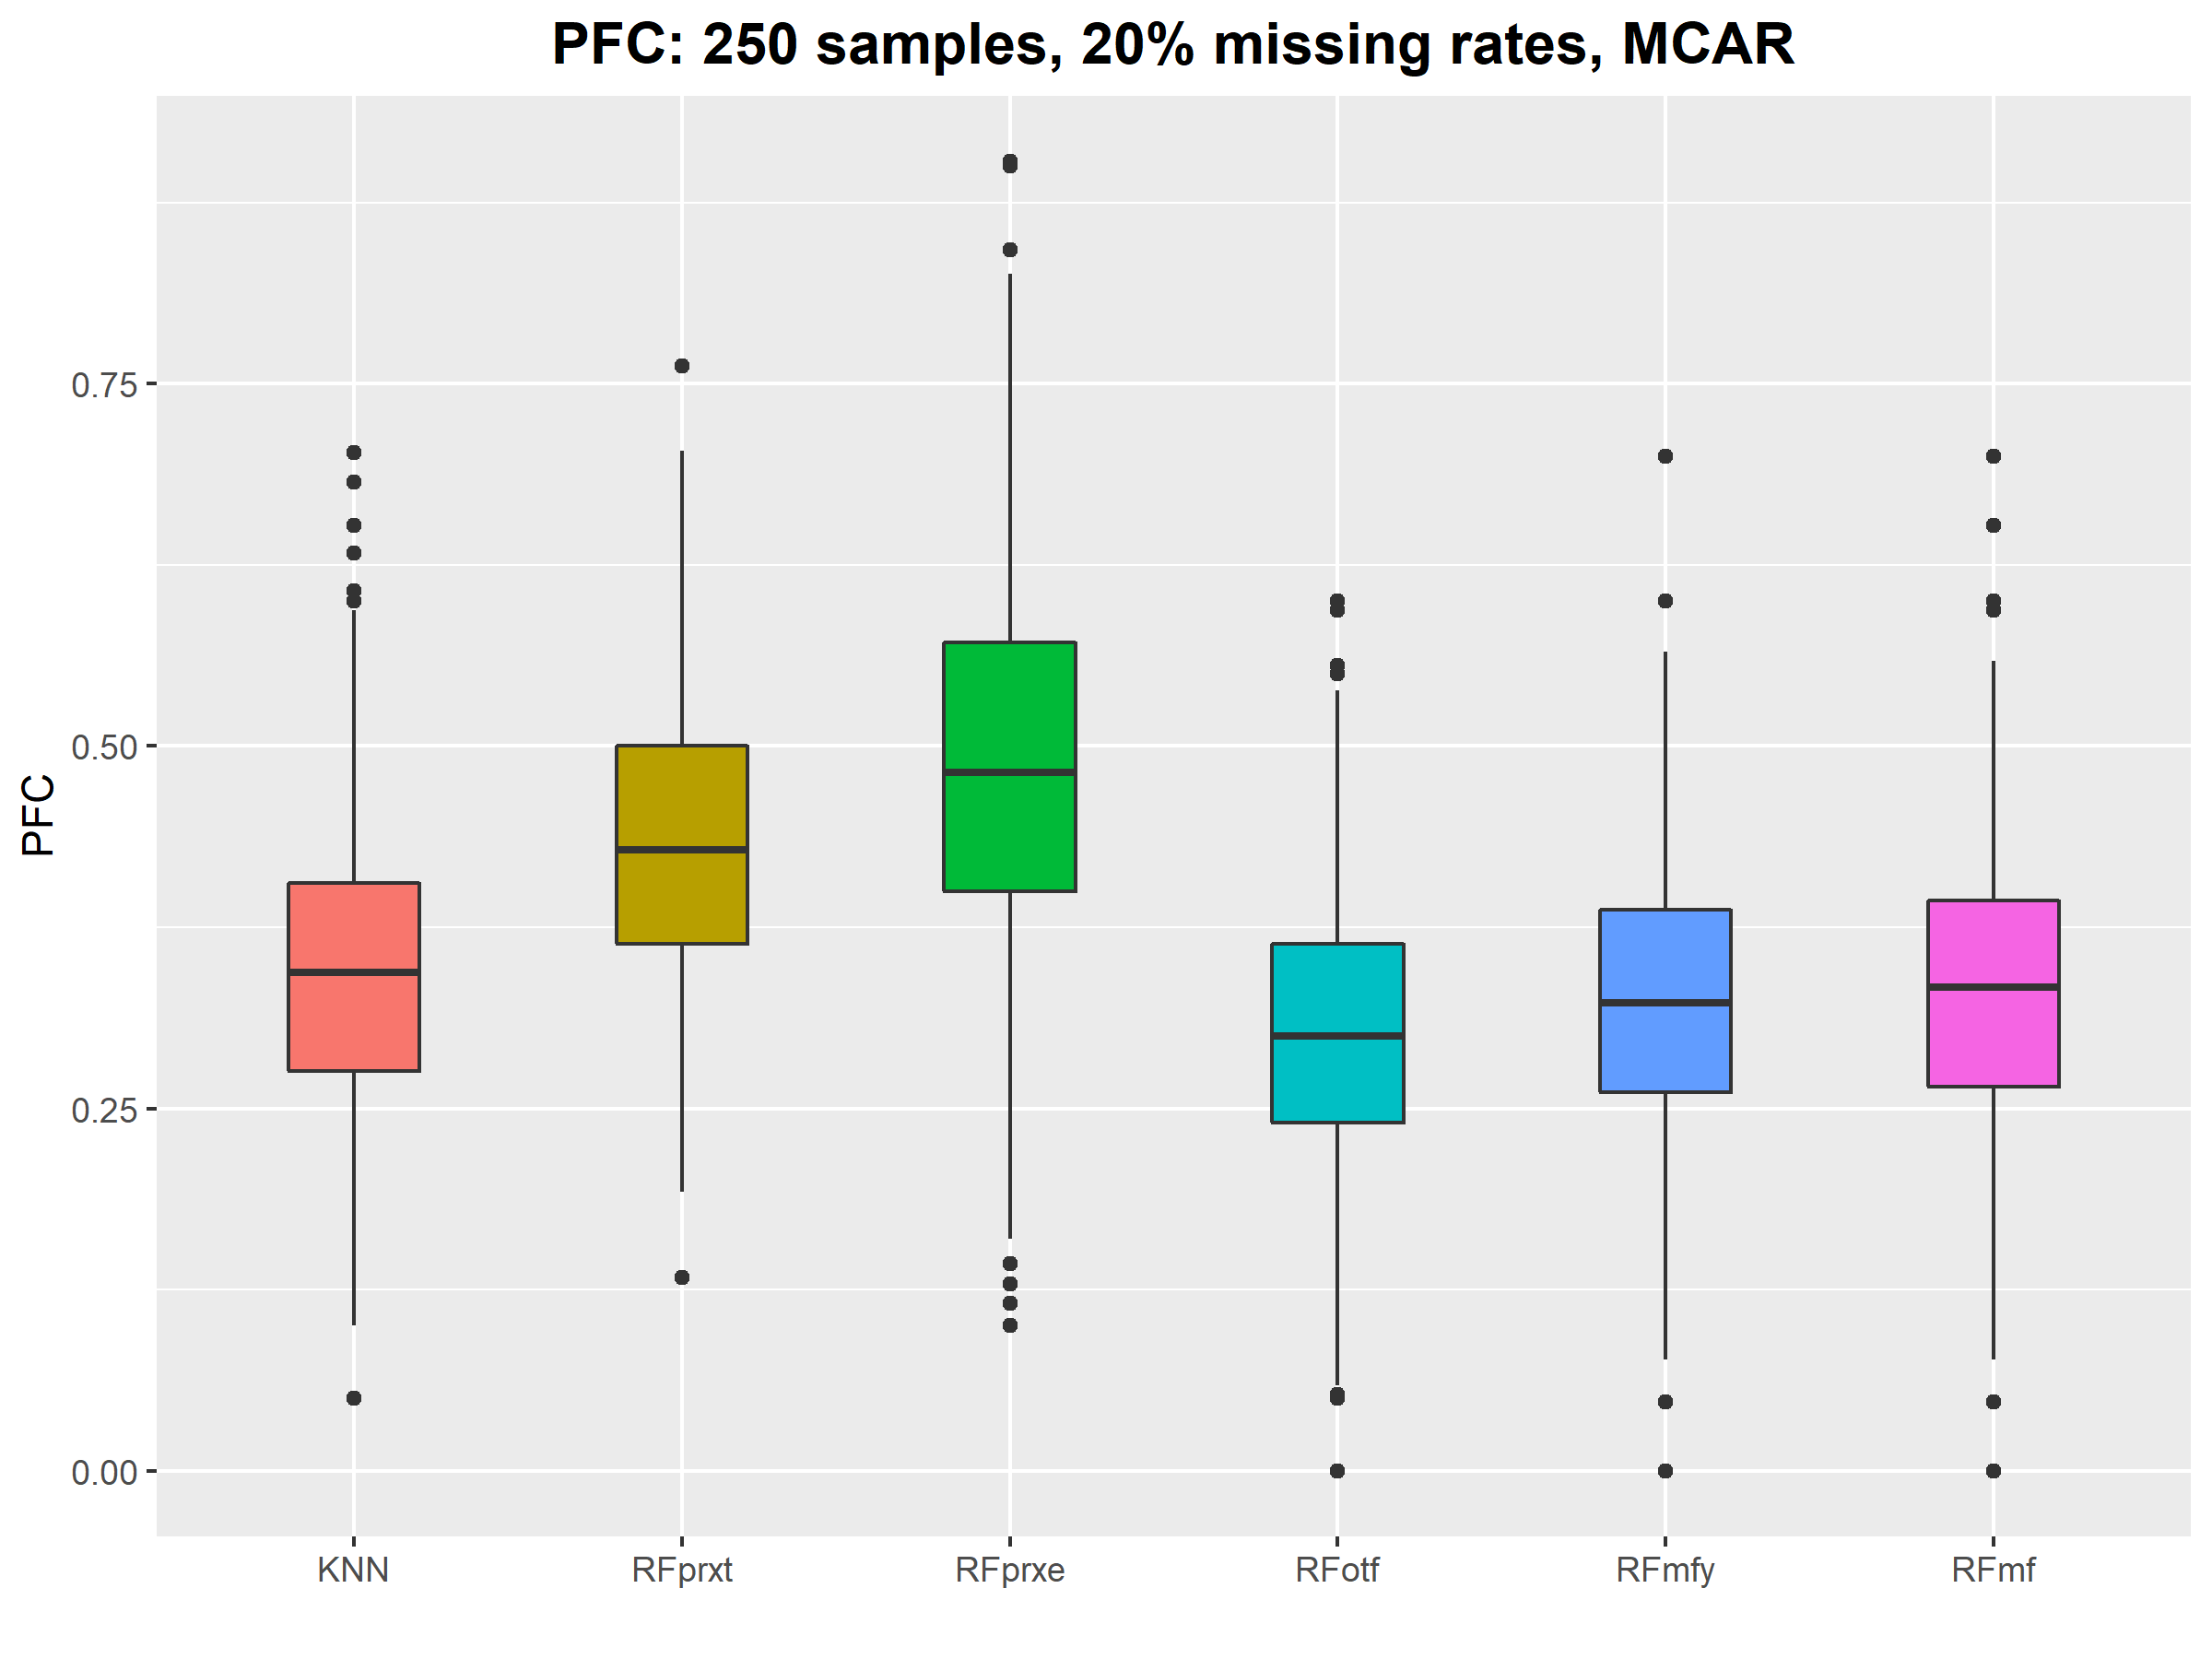 PFC: 250 samples, 20% missing rates, MCAR
PFC
0.75
0.50
0.25
0.00
KNN RFprxt RFprxe RFotf RFmfy RFmf